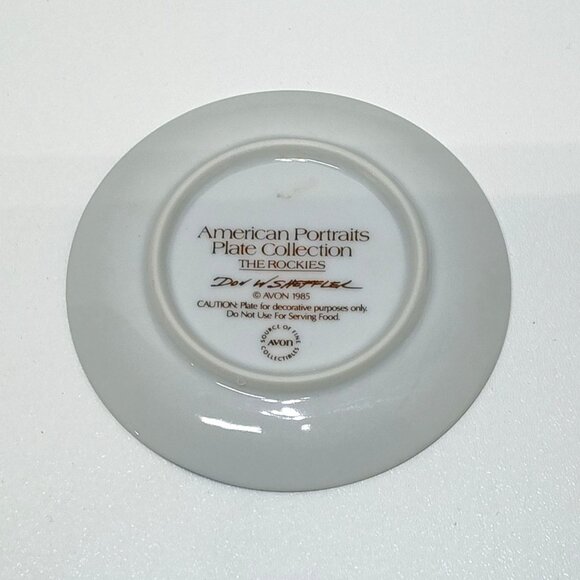 American Portraits
Plate Collection
THE ROCKIES
Don W Sheffler
© AVON 1985
CAUTION: Plate for decorative purposes only.
Do Not Use For Serving Food.
SOURCE OF FINE
AVON
COLLECTIBLES